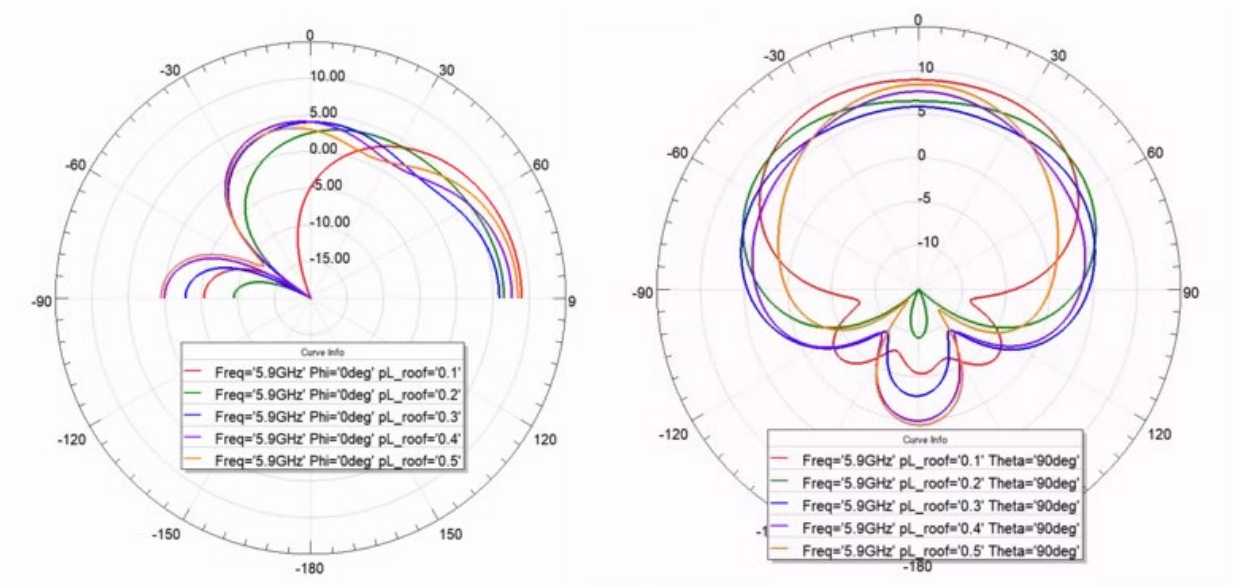 0
-30
30
10.00
5.00
-60
0.00
60
-5.00
-10.00
-15.00
-90
9
Curve Info
Freq='5.9GHz' Phi='0deg' pL_roof='0.1'
Freq='5.9GHz' Phi='0deg' pL_roof='0.2'
Freq='5.9GHz' Phi='0deg' pL_roof='0.3'
Freq='5.9GHz' Phi='0deg' pL_roof='0.4'
Freq='5.9GHz' Phi='0deg' pL_roof='0.5'
-120
120
-150
150
-180
0
-30
30
10
5
-60
60
0
-5
-10
-90
90
-120
120
Curve Info
Freq='5.9GHz' pL_roof='0.1' Theta='90deg'
Freq='5.9GHz' pL_roof='0.2' Theta='90deg'
Freq='5.9GHz' pL_roof='0.3' Theta='90deg'
Freq='5.9GHz' pL_roof='0.4' Theta='90deg'
Freq='5.9GHz' pL_roof='0.5' Theta='90deg'
-1
-180